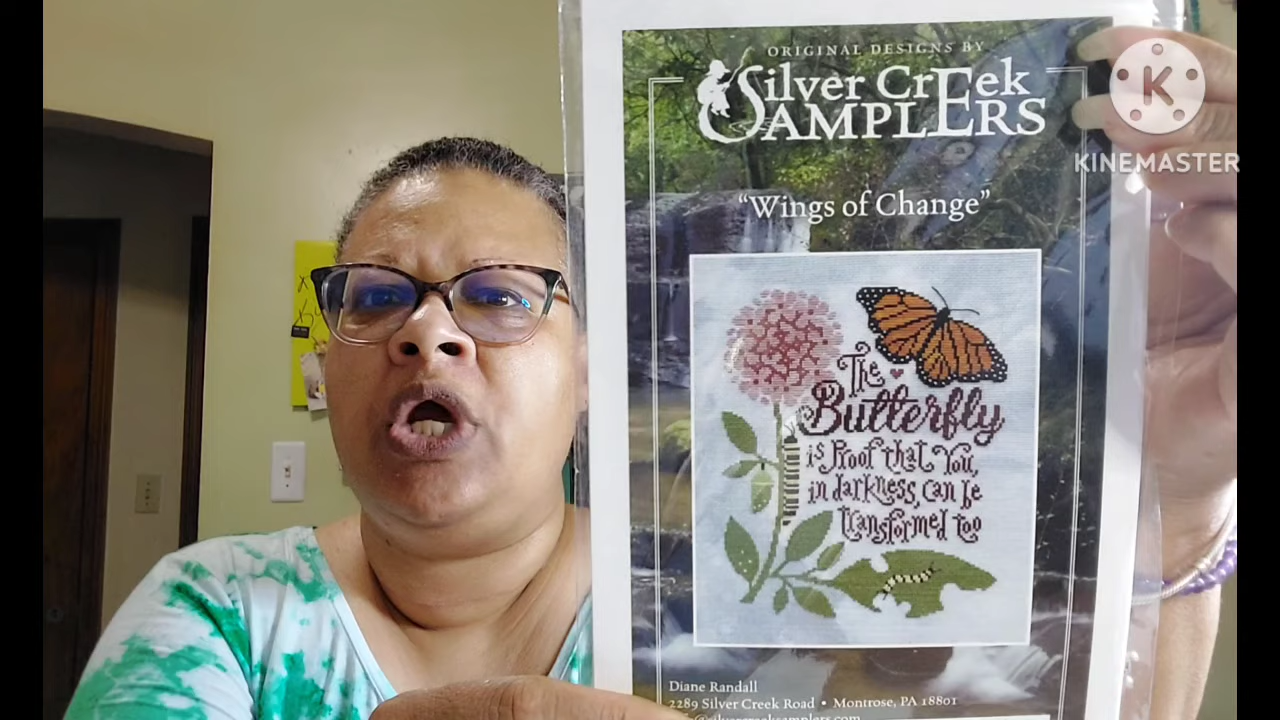 ORIGINAL DESIGNS BY
Silver CrEek
SAMPLERS
"Wings of Change"
The
Butterfly
is Proof that You,
in darkness, can be
transformed too
Diane Randall
2289 Silver Creek Road • Montrose, PA 18801
K
KINEMASTER